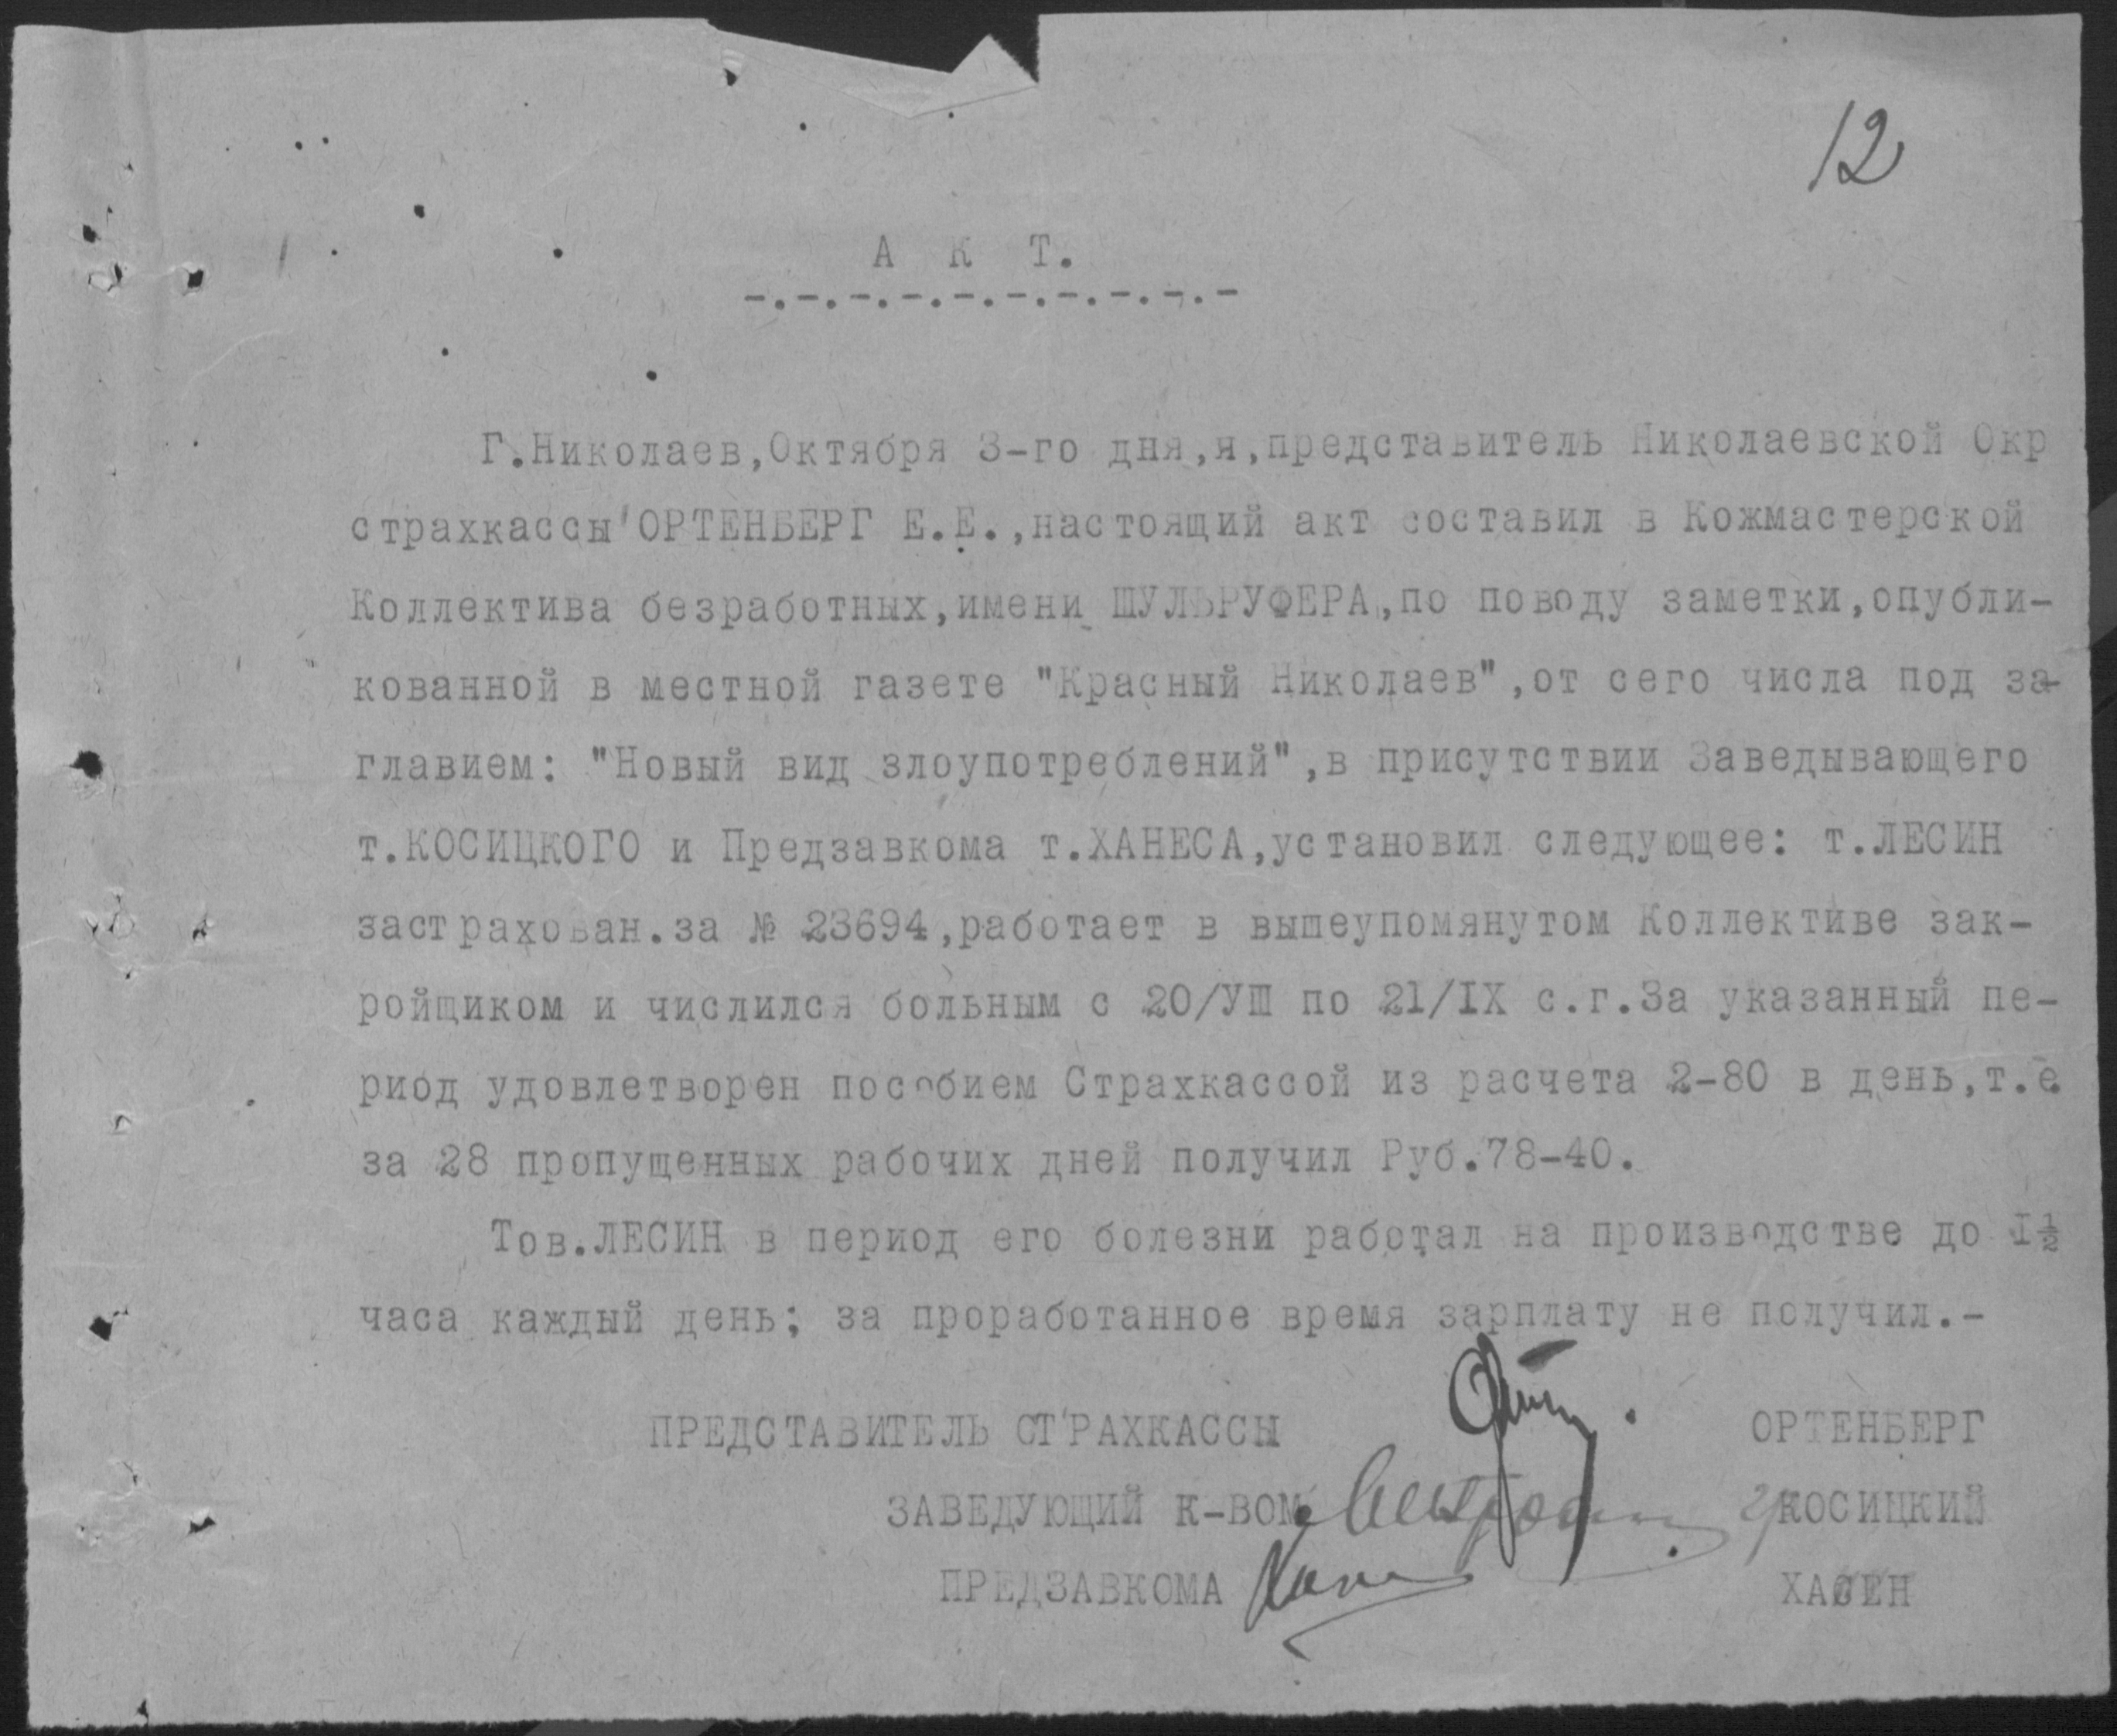 12
А К Т.
-.-.-.-.-.-.-.-.-.-
Г.Николаев,Октября 3-го дня,я,представитель Николаевской Окр
страхкассы ОРТЕНБЕРГ Е.Е.,настоящий акт составил в Кожмастерской
Коллектива безработных,имени ШУЛЬРУФЕРА,по поводу заметки,опубли-
кованной в местной газете "Красный Николаев",от сего числа под за-
главием: "Новый вид злоупотреблений",в присутствии Заведывающего
т.КОСИЦКОГО и Предзавкома т.ХАНЕСА,установил следующее: т.ЛЕСИН
застрахован.за № 23694,работает в вышеупомянутом Коллективе зак-
ройщиком и числился больным с 20/УШ по 21/IX с.г.За указанный пе-
риод удовлетворен пособием Страхкассой из расчета 2-80 в день,т.е.
за 28 пропущенных рабочих дней получил Руб.78-40.
Тов.ЛЕСИН в период его болезни работал на производстве до I½
часа каждый день; за проработанное время зарплату не получил.-
ПРЕДСТАВИТЕЛЬ СТРАХКАССЫ ОРТЕНБЕРГ
ЗАВЕДУЮЩИЙ К-ВОМ КОСИЦКИЙ
ПРЕДЗАВКОМА ХАСЕН